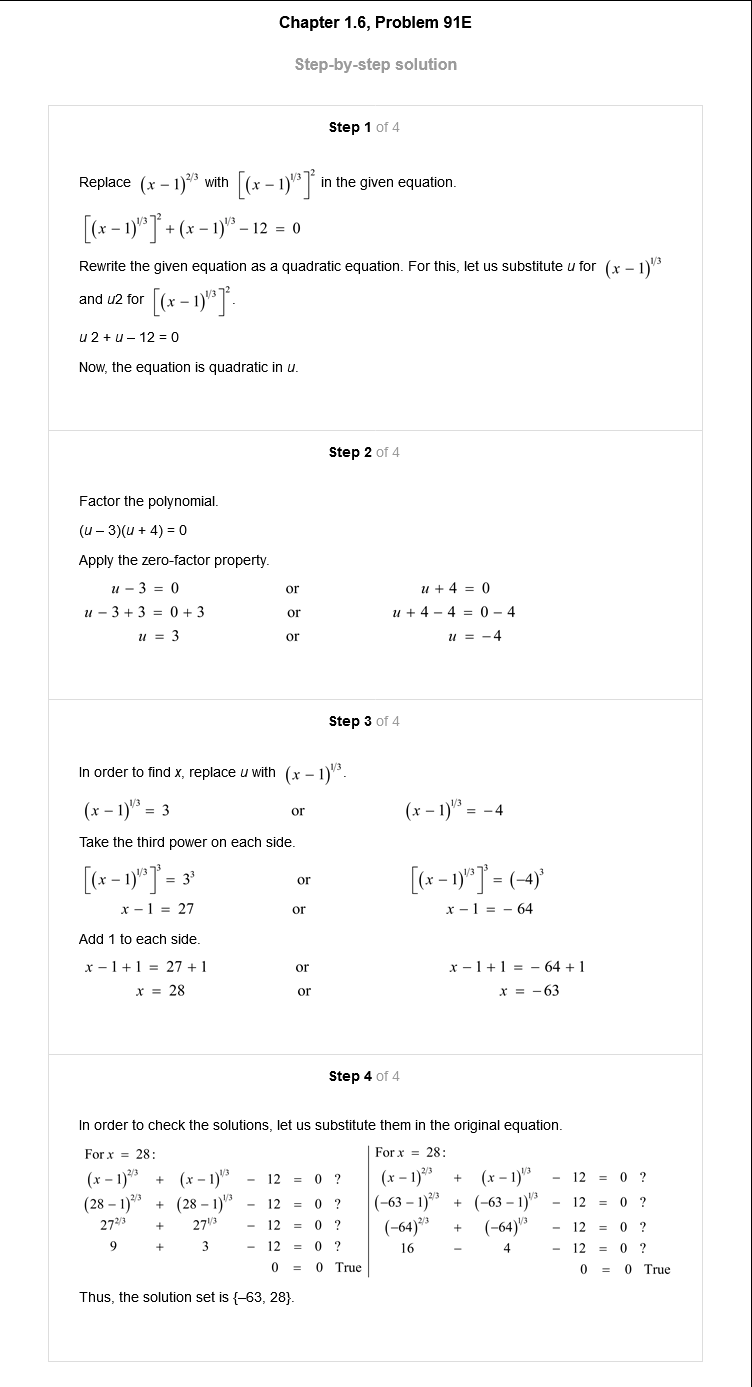 Chapter 1.6, Problem 91E
Step-by-step solution
Step 1 of 4
Replace (x − 1)^{2/3} with [(x − 1)^{1/3}]^2 in the given equation.
[(x − 1)^{1/3}]^2 + (x − 1)^{1/3} − 12 = 0
Rewrite the given equation as a quadratic equation. For this, let us substitute u for (x − 1)^{1/3}
and u2 for [(x − 1)^{1/3}]^2.
u 2 + u – 12 = 0
Now, the equation is quadratic in u.
Step 2 of 4
Factor the polynomial.
(u – 3)(u + 4) = 0
Apply the zero-factor property.
u − 3 = 0 or u + 4 = 0
u − 3 + 3 = 0 + 3 or u + 4 − 4 = 0 − 4
u = 3 or u = −4
Step 3 of 4
In order to find x, replace u with (x − 1)^{1/3}.
(x − 1)^{1/3} = 3 or (x − 1)^{1/3} = −4
Take the third power on each side.
[(x − 1)^{1/3}]^3 = 3^3 or [(x − 1)^{1/3}]^3 = (−4)^3
x − 1 = 27 or x − 1 = − 64
Add 1 to each side.
x − 1 + 1 = 27 + 1 or x − 1 + 1 = − 64 + 1
x = 28 or x = −63
Step 4 of 4
In order to check the solutions, let us substitute them in the original equation.
For x = 28:
(x − 1)^{2/3} + (x − 1)^{1/3} − 12 = 0 ?
(28 − 1)^{2/3} + (28 − 1)^{1/3} − 12 = 0 ?
27^{2/3} + 27^{1/3} − 12 = 0 ?
9 + 3 − 12 = 0 ?
0 = 0 True
For x = 28:
(x − 1)^{2/3} + (x − 1)^{1/3} − 12 = 0 ?
(−63 − 1)^{2/3} + (−63 − 1)^{1/3} − 12 = 0 ?
(−64)^{2/3} + (−64)^{1/3} − 12 = 0 ?
16 − 4 − 12 = 0 ?
0 = 0 True
Thus, the solution set is {–63, 28}.